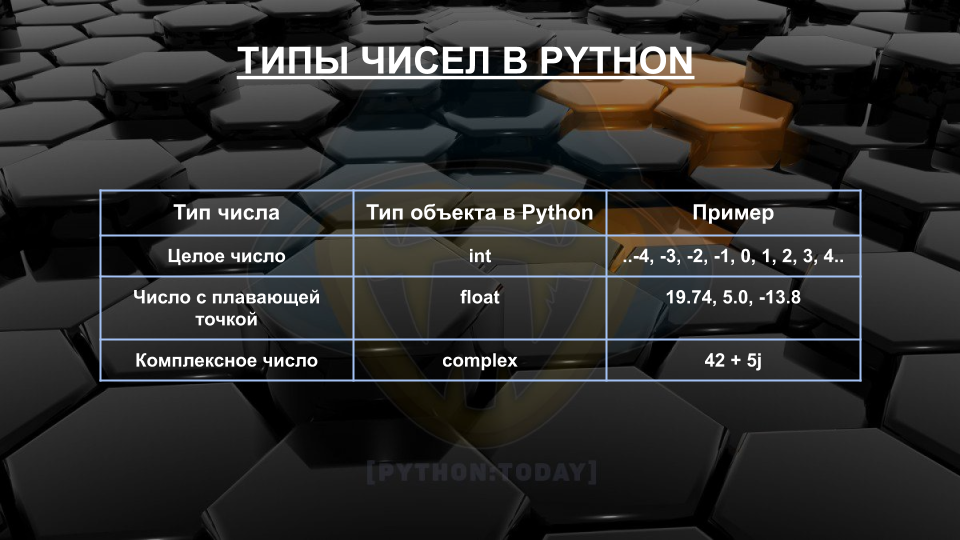 ТИПЫ ЧИСЕЛ В PYTHON
Тип числа
Тип объекта в Python
Пример
Целое число
int
..-4, -3, -2, -1, 0, 1, 2, 3, 4..
Число с плавающей
точкой
float
19.74, 5.0, -13.8
Комплексное число
complex
42 + 5j
[PYTHON:TODAY]